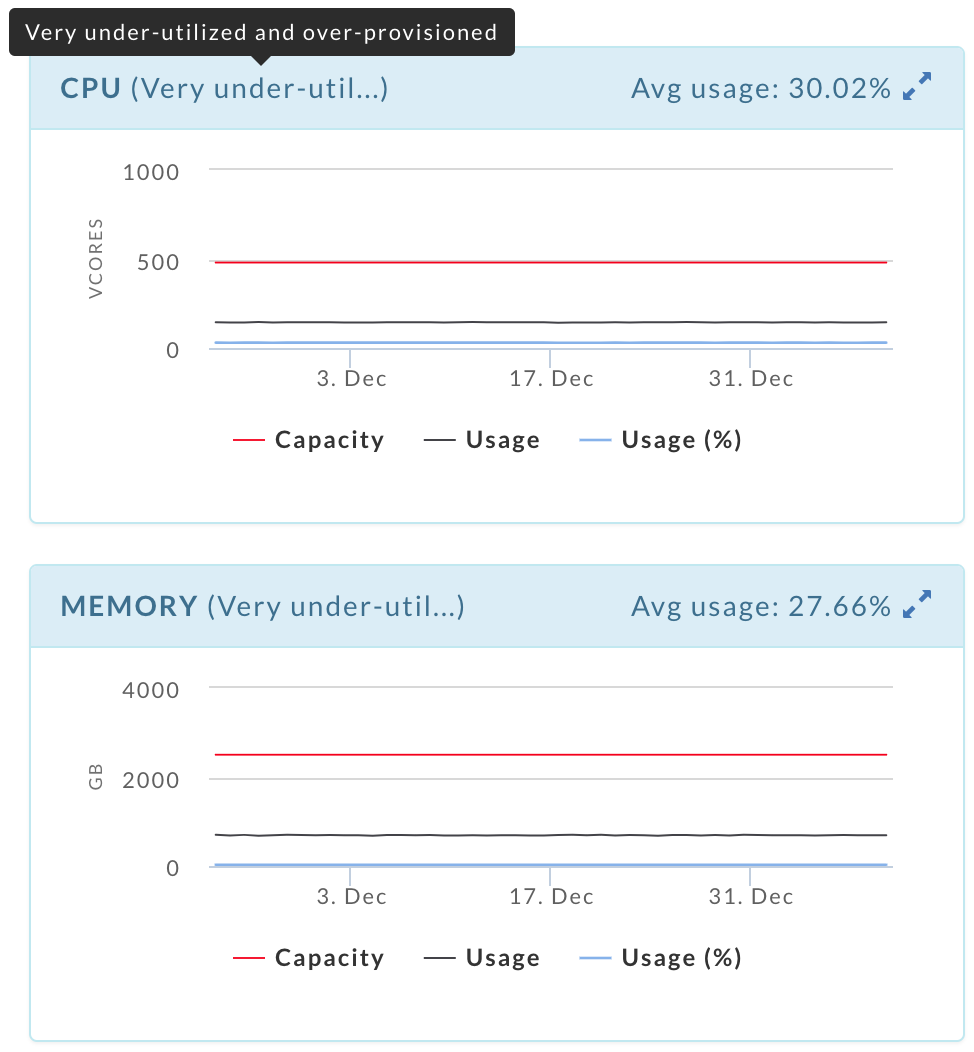 Very under-utilized and over-provisioned
CPU (Very under-util...) Avg usage: 30.02%
1000
VCORES
500
0
3. Dec 17. Dec 31. Dec
Capacity Usage Usage (%)
MEMORY (Very under-util...) Avg usage: 27.66%
4000
GB
2000
0
3. Dec 17. Dec 31. Dec
Capacity Usage Usage (%)